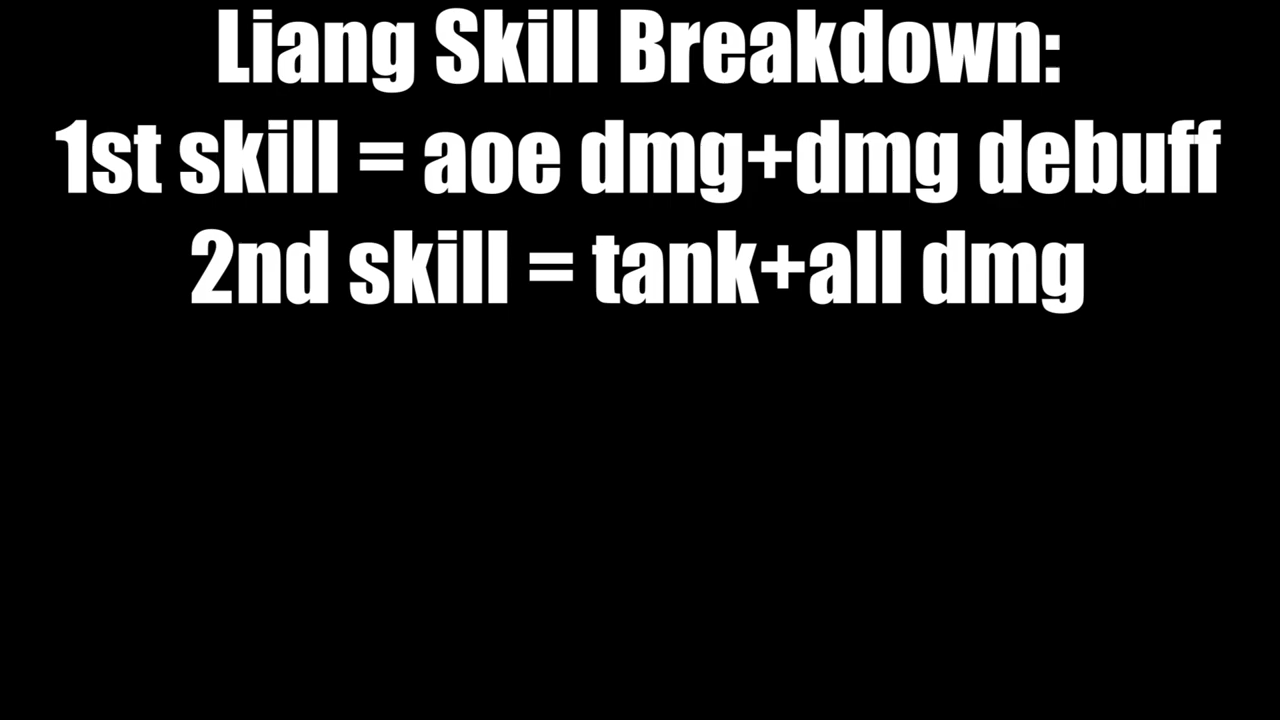 Liang Skill Breakdown:
1st skill = aoe dmg+dmg debuff
2nd skill = tank+all dmg